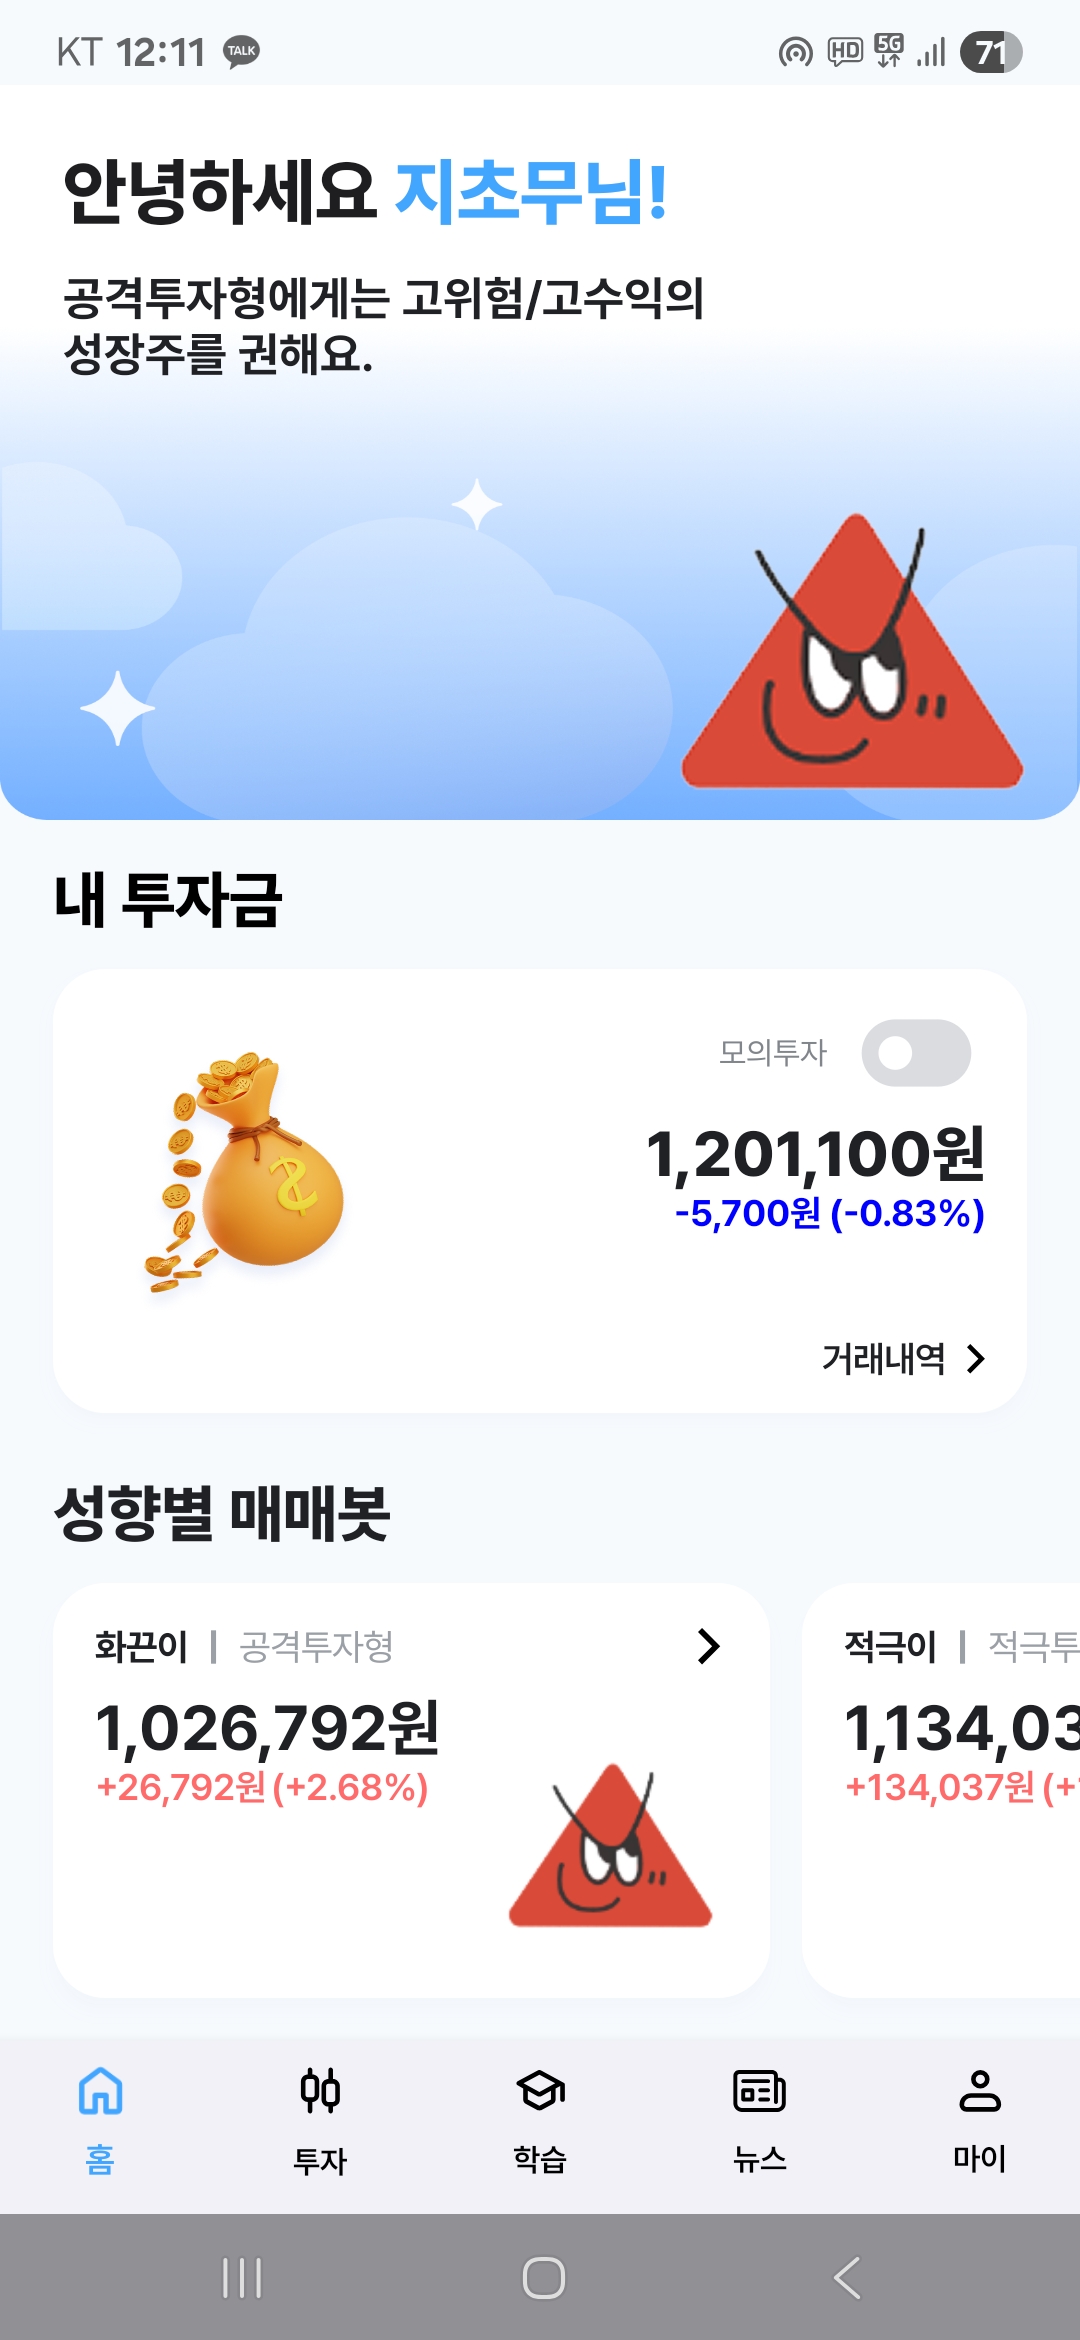 KT 12:11 TALK HD 5G 71
안녕하세요 지초무님!
공격투자형에게는 고위험/고수익의
성장주를 권해요.
내 투자금
모의투자
1,201,100원
-5,700원 (-0.83%)
거래내역
성향별 매매봇
화끈이 | 공격투자형
1,026,792원
+26,792원 (+2.68%)
적극이 | 적극투
1,134,03
+134,037원 (+
홈
투자
학습
뉴스
마이